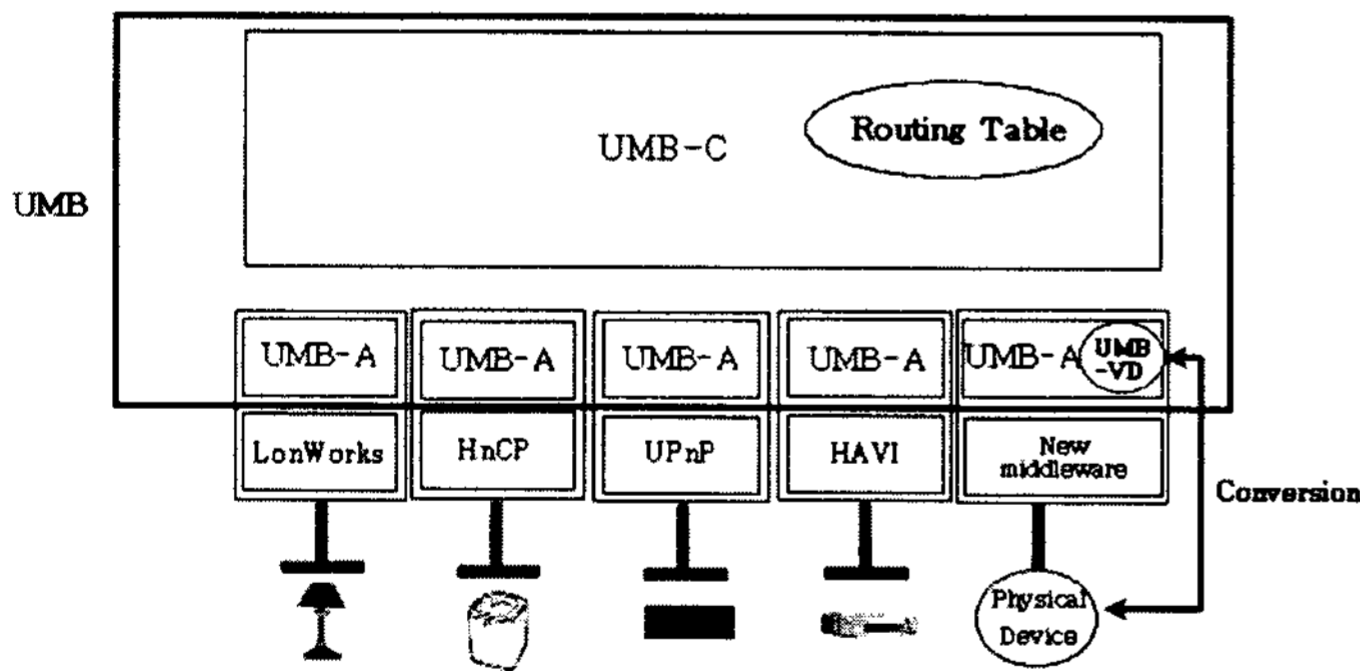 Routing Table
UMB-C
UMB
UMB-A
UMB-A
UMB-A
UMB-A
UMB-A
UMB
-VD
LonWorks
HnCP
UPnP
HAVI
New
middleware
Conversion
Physical
Device